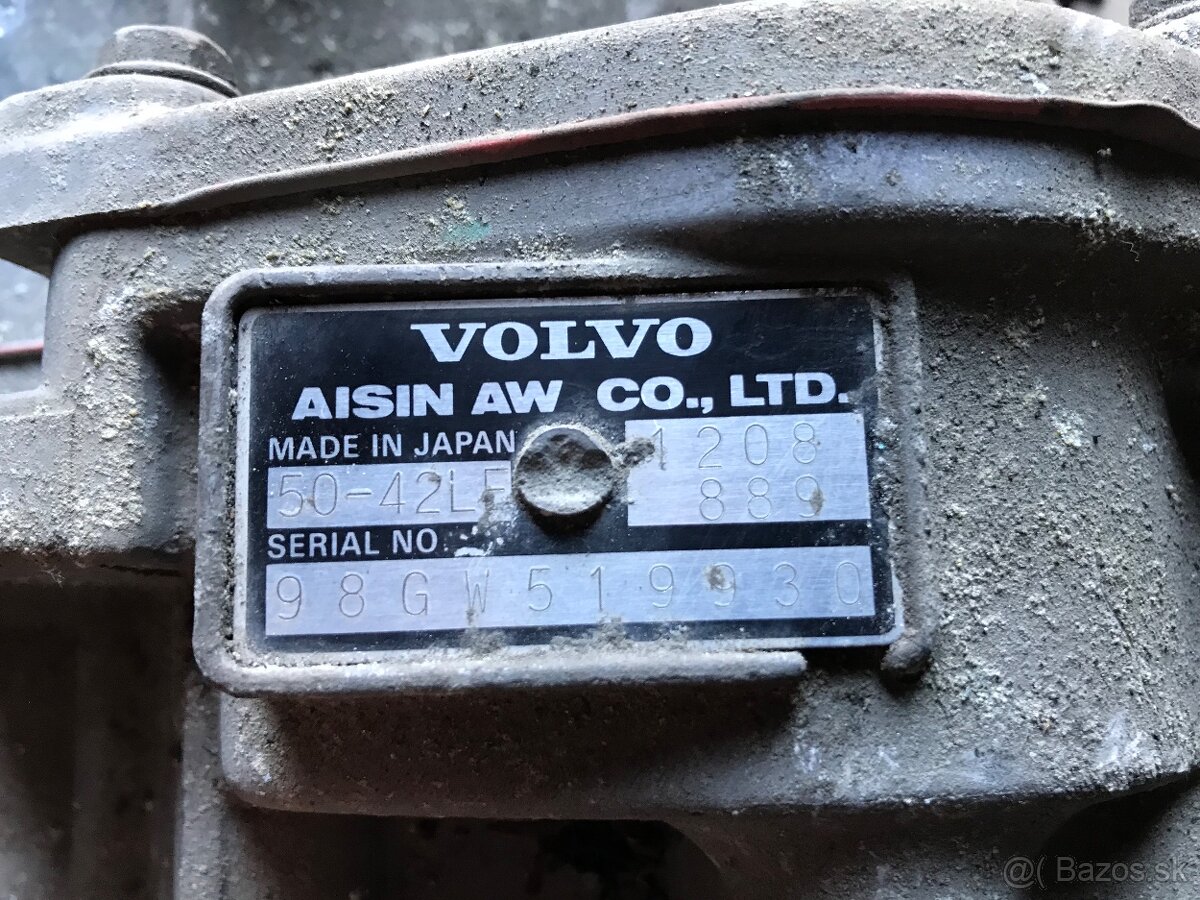 VOLVO
AISIN AW CO., LTD.
MADE IN JAPAN
1208
50-42LE
889
SERIAL NO.
98GW519930
@( Bazos.sk